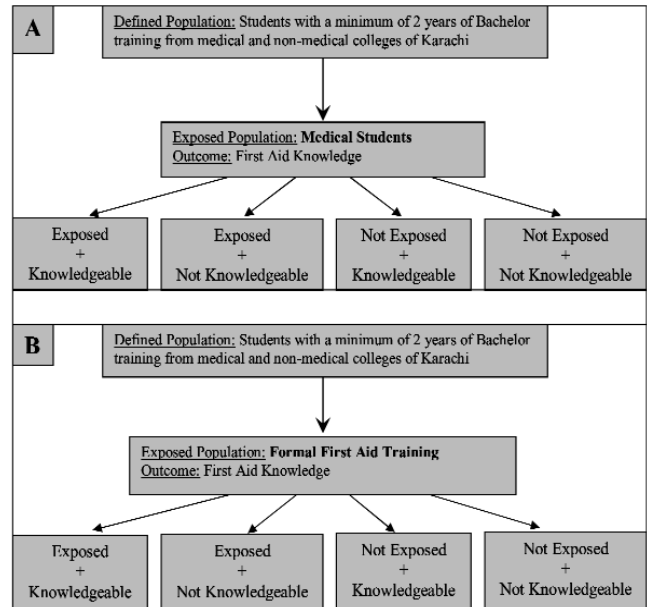 A
Defined Population: Students with a minimum of 2 years of Bachelor
training from medical and non-medical colleges of Karachi
Exposed Population: Medical Students
Outcome: First Aid Knowledge
Exposed
+
Knowledgeable
Exposed
+
Not Knowledgeable
Not Exposed
+
Knowledgeable
Not Exposed
+
Not Knowledgeable
B
Defined Population: Students with a minimum of 2 years of Bachelor
training from medical and non-medical colleges of Karachi
Exposed Population: Formal First Aid Training
Outcome: First Aid Knowledge
Exposed
+
Knowledgeable
Exposed
+
Not Knowledgeable
Not Exposed
+
Knowledgeable
Not Exposed
+
Not Knowledgeable